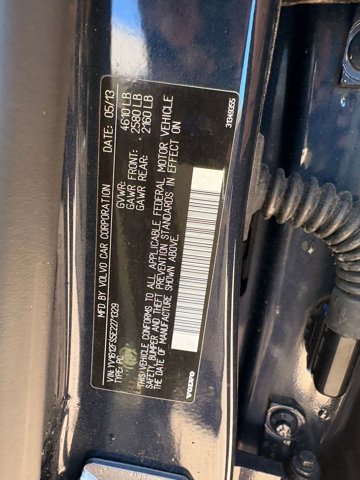 MFD BY VOLVO CAR CORPORATION DATE: 05/13
GVWR: 4610 LB
GAWR FRONT: 2580 LB
GAWR REAR: 2160 LB
VIN: YV1612FS5E2271329
TYPE: PC
THIS VEHICLE CONFORMS TO ALL APPLICABLE FEDERAL MOTOR VEHICLE
SAFETY, BUMPER AND THEFT PREVENTION STANDARDS IN EFFECT ON
THE DATE OF MANUFACTURE SHOWN ABOVE.
VOLVO